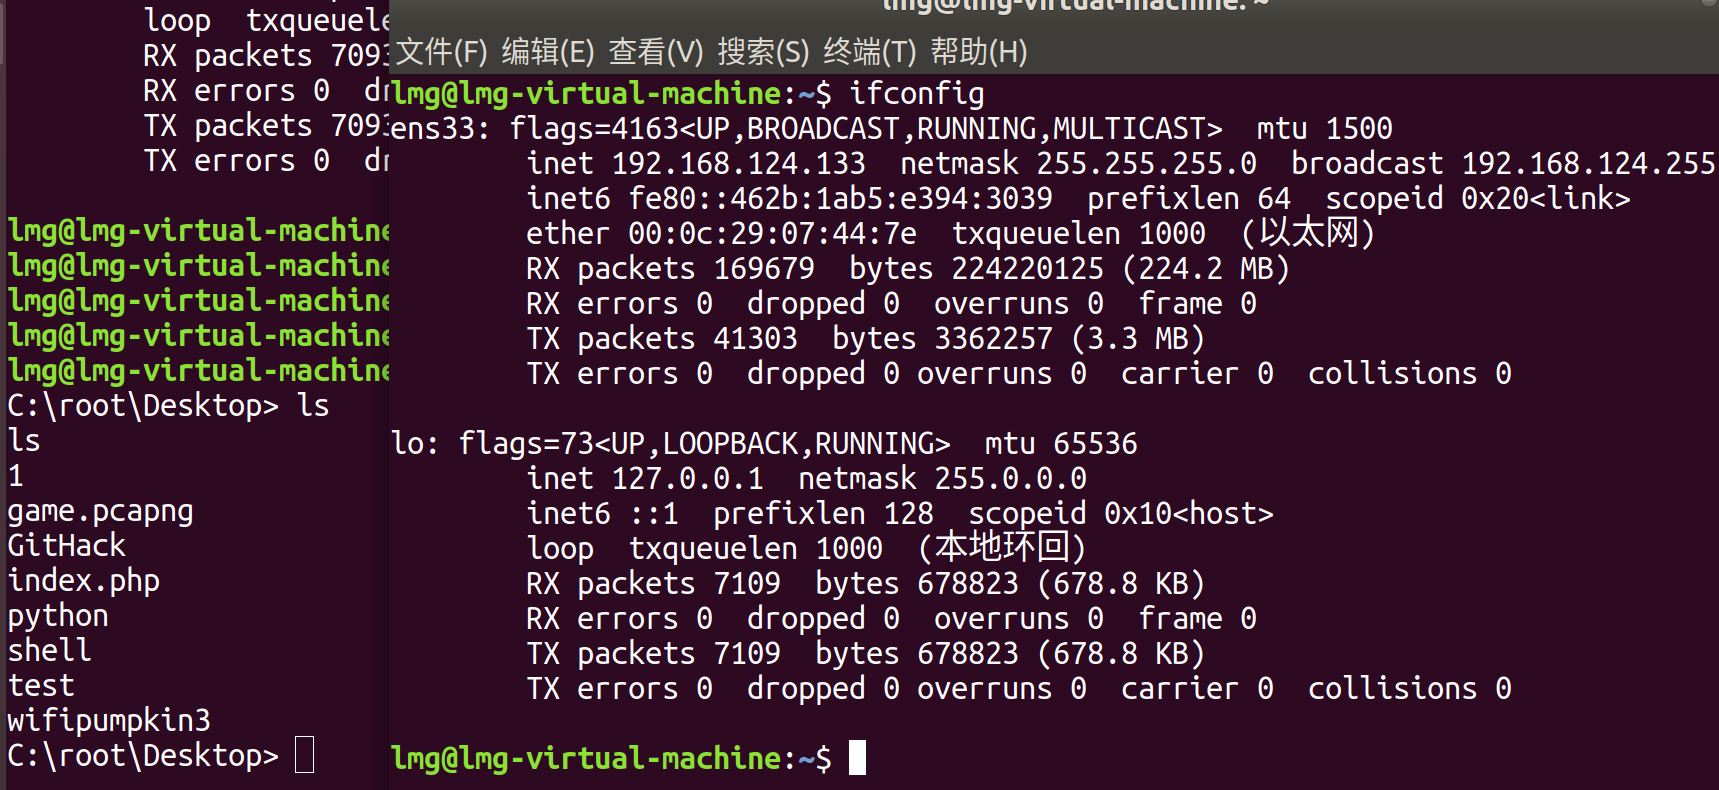 loop txqueuele
RX packets 7093
RX errors 0 dr
TX packets 7093
TX errors 0 dr
lmg@lmg-virtual-machine
lmg@lmg-virtual-machine
lmg@lmg-virtual-machine
lmg@lmg-virtual-machine
lmg@lmg-virtual-machine
C:\root\Desktop> ls
ls
1
game.pcapng
GitHack
index.php
python
shell
test
wifipumpkin3
C:\root\Desktop>
lmg@lmg-virtual-machine: ~
文件(F) 编辑(E) 查看(V) 搜索(S) 终端(T) 帮助(H)
lmg@lmg-virtual-machine:~$ ifconfig
ens33: flags=4163<UP,BROADCAST,RUNNING,MULTICAST> mtu 1500
inet 192.168.124.133 netmask 255.255.255.0 broadcast 192.168.124.255
inet6 fe80::462b:1ab5:e394:3039 prefixlen 64 scopeid 0x20<link>
ether 00:0c:29:07:44:7e txqueuelen 1000 (以太网)
RX packets 169679 bytes 224220125 (224.2 MB)
RX errors 0 dropped 0 overruns 0 frame 0
TX packets 41303 bytes 3362257 (3.3 MB)
TX errors 0 dropped 0 overruns 0 carrier 0 collisions 0
lo: flags=73<UP,LOOPBACK,RUNNING> mtu 65536
inet 127.0.0.1 netmask 255.0.0.0
inet6 ::1 prefixlen 128 scopeid 0x10<host>
loop txqueuelen 1000 (本地环回)
RX packets 7109 bytes 678823 (678.8 KB)
RX errors 0 dropped 0 overruns 0 frame 0
TX packets 7109 bytes 678823 (678.8 KB)
TX errors 0 dropped 0 overruns 0 carrier 0 collisions 0
lmg@lmg-virtual-machine:~$